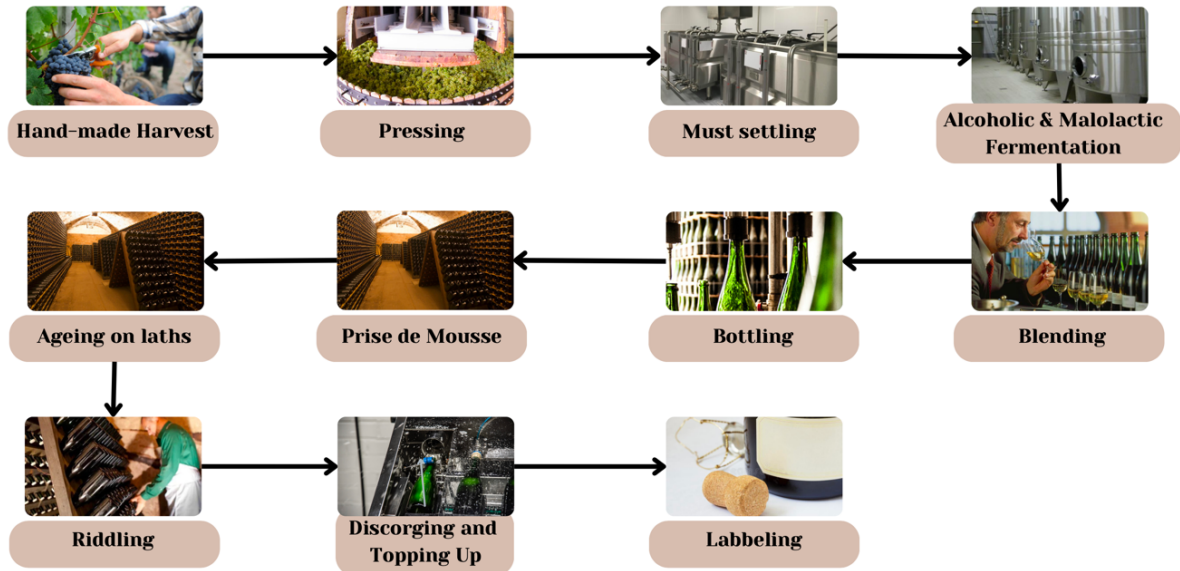 Hand-made Harvest
Pressing
Must settling
Alcoholic & Malolactic
Fermentation
Ageing on laths
Prise de Mousse
Bottling
Blending
Riddling
Discorging and
Topping Up
Labbeling